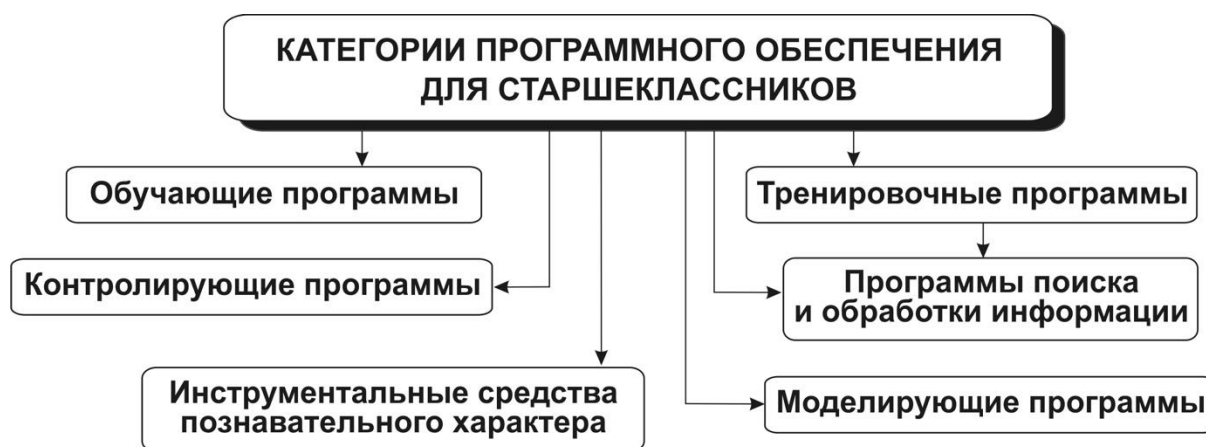 КАТЕГОРИИ ПРОГРАММНОГО ОБЕСПЕЧЕНИЯ
ДЛЯ СТАРШЕКЛАССНИКОВ
Обучающие программы
Тренировочные программы
Контролирующие программы
Программы поиска
и обработки информации
Инструментальные средства
познавательного характера
Моделирующие программы